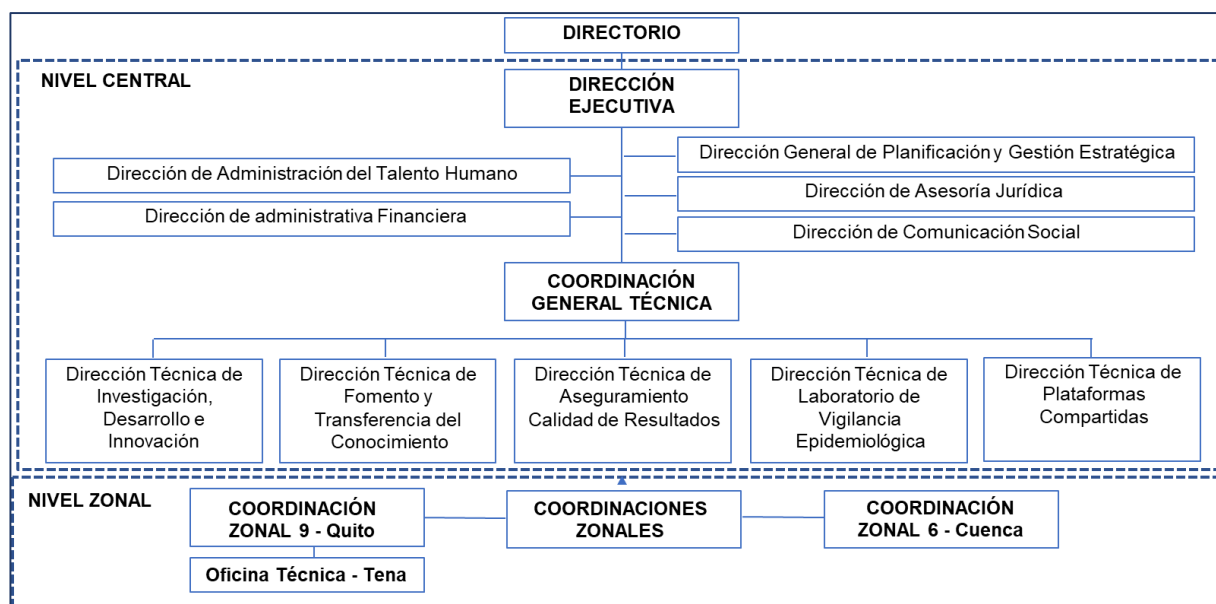 DIRECTORIO
NIVEL CENTRAL
DIRECCIÓN
EJECUTIVA
Dirección General de Planificación y Gestión Estratégica
Dirección de Administración del Talento Humano
Dirección de Asesoría Jurídica
Dirección de administrativa Financiera
Dirección de Comunicación Social
COORDINACIÓN
GENERAL TÉCNICA
Dirección Técnica de
Investigación,
Desarrollo e
Innovación
Dirección Técnica de
Fomento y
Transferencia del
Conocimiento
Dirección Técnica de
Aseguramiento
Calidad de Resultados
Dirección Técnica de
Laboratorio de
Vigilancia
Epidemiológica
Dirección Técnica de
Plataformas
Compartidas
NIVEL ZONAL
COORDINACIÓN
ZONAL 9 - Quito
COORDINACIONES
ZONALES
COORDINACIÓN
ZONAL 6 - Cuenca
Oficina Técnica - Tena